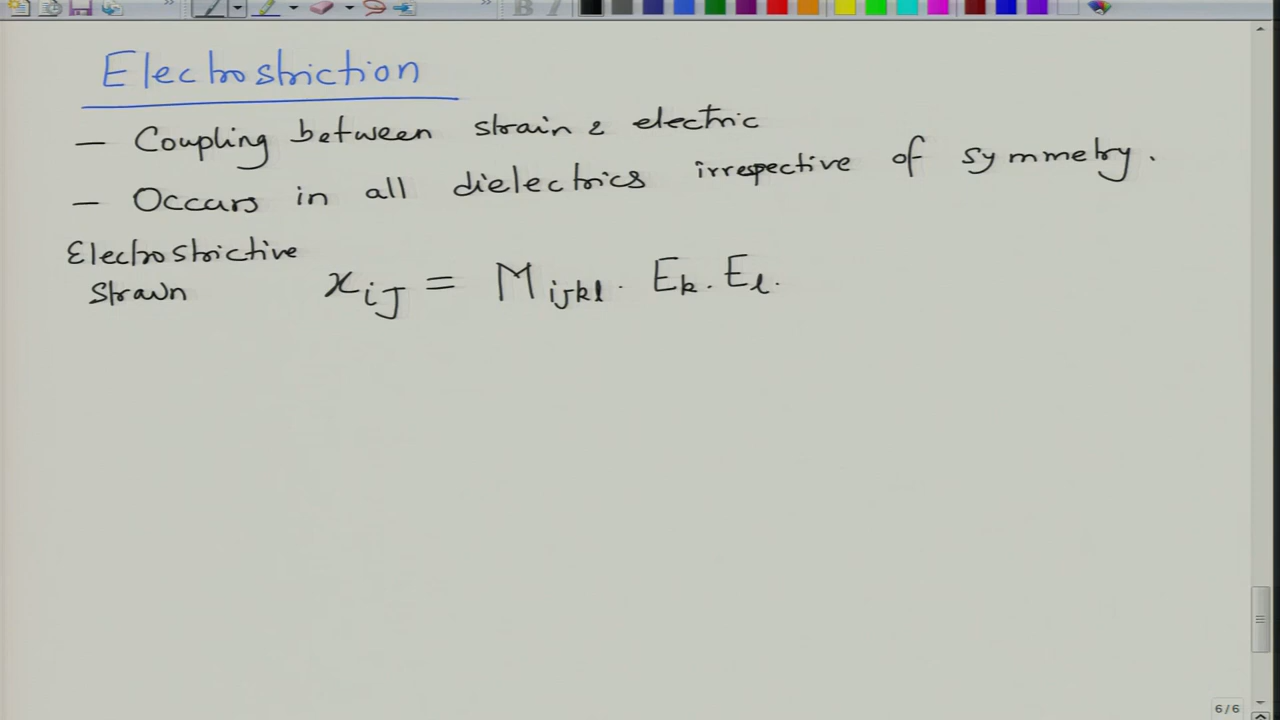 Electrostriction
— Coupling between strain & electric
— Occurs in all dielectrics irrespective of symmetry.
Electrostrictive
Strain
x_ij = M_ijkl · E_k · E_l.
6/6